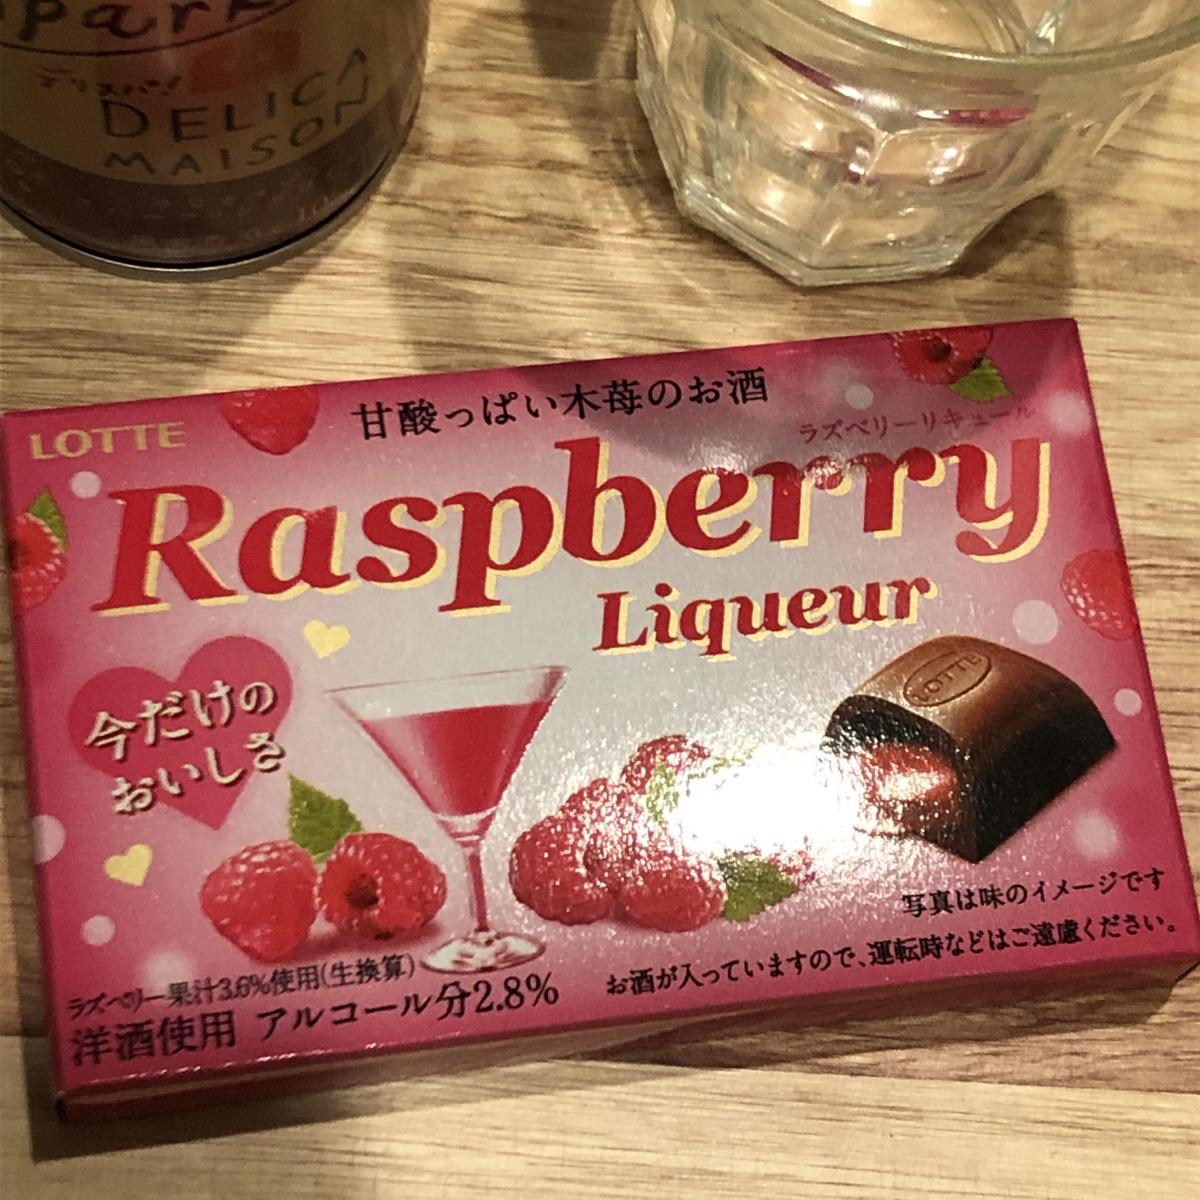 park
デリスパ!
DELICA
MAISON
LOTTE
甘酸っぱい木苺のお酒
ラズベリーリキュール
Raspberry
Liqueur
今だけの
おいしさ
LOTTE
写真は味のイメージです
お酒が入っていますので、運転時などはご遠慮ください。
ラズベリー果汁3.6%使用(生換算)
洋酒使用 アルコール分2.8%